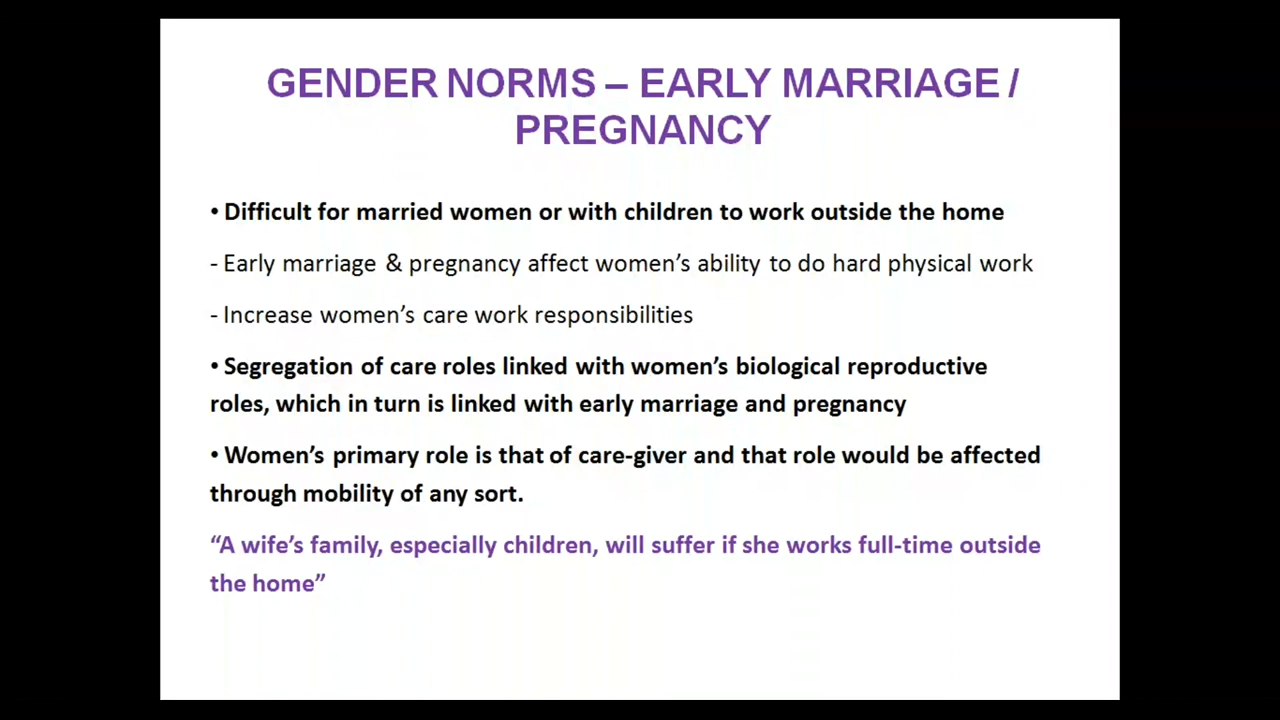 GENDER NORMS – EARLY MARRIAGE /
PREGNANCY
• Difficult for married women or with children to work outside the home
- Early marriage & pregnancy affect women’s ability to do hard physical work
- Increase women’s care work responsibilities
• Segregation of care roles linked with women’s biological reproductive
roles, which in turn is linked with early marriage and pregnancy
• Women’s primary role is that of care-giver and that role would be affected
through mobility of any sort.
“A wife’s family, especially children, will suffer if she works full-time outside
the home”